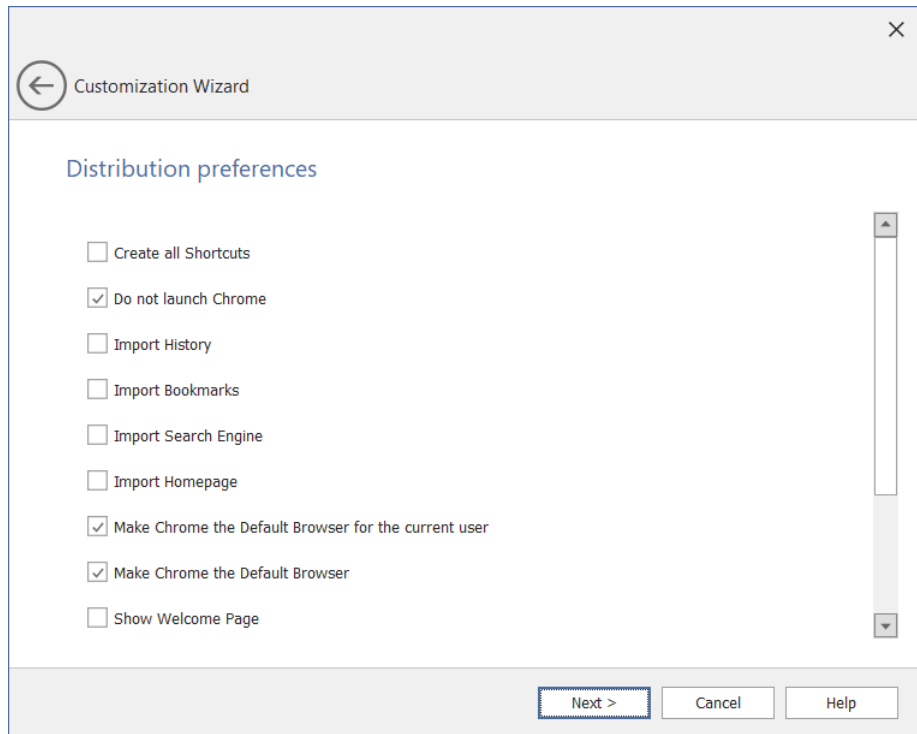 Customization Wizard
Distribution preferences
Create all Shortcuts
Do not launch Chrome
Import History
Import Bookmarks
Import Search Engine
Import Homepage
Make Chrome the Default Browser for the current user
Make Chrome the Default Browser
Show Welcome Page
Next >
Cancel
Help